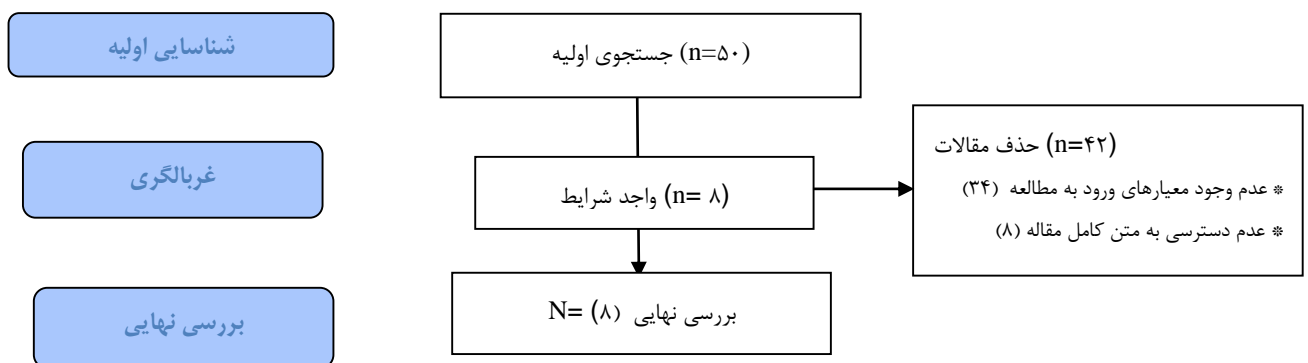 شناسایی اولیه
(n=۵۰) جستجوی اولیه
غربالگری
(n= ۸) واجد شرایط
(n=۴۲) حذف مقالات
* عدم وجود معیارهای ورود به مطالعه (۳۴)
* عدم دسترسی به متن کامل مقاله (۸)
بررسی نهایی
بررسی نهایی (۸) =N